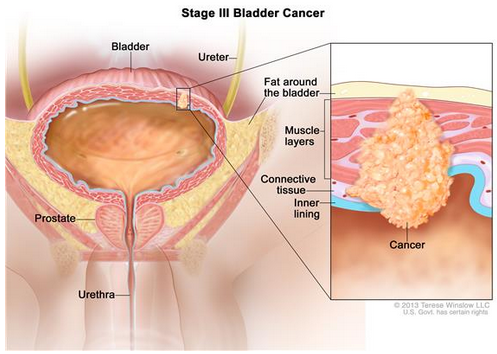 Stage III Bladder Cancer
Bladder
Ureter
Fat around
the bladder
Muscle
layers
Connective
tissue
Inner
lining
Prostate
Cancer
Urethra
© 2013 Terese Winslow LLC
U.S. Govt. has certain rights